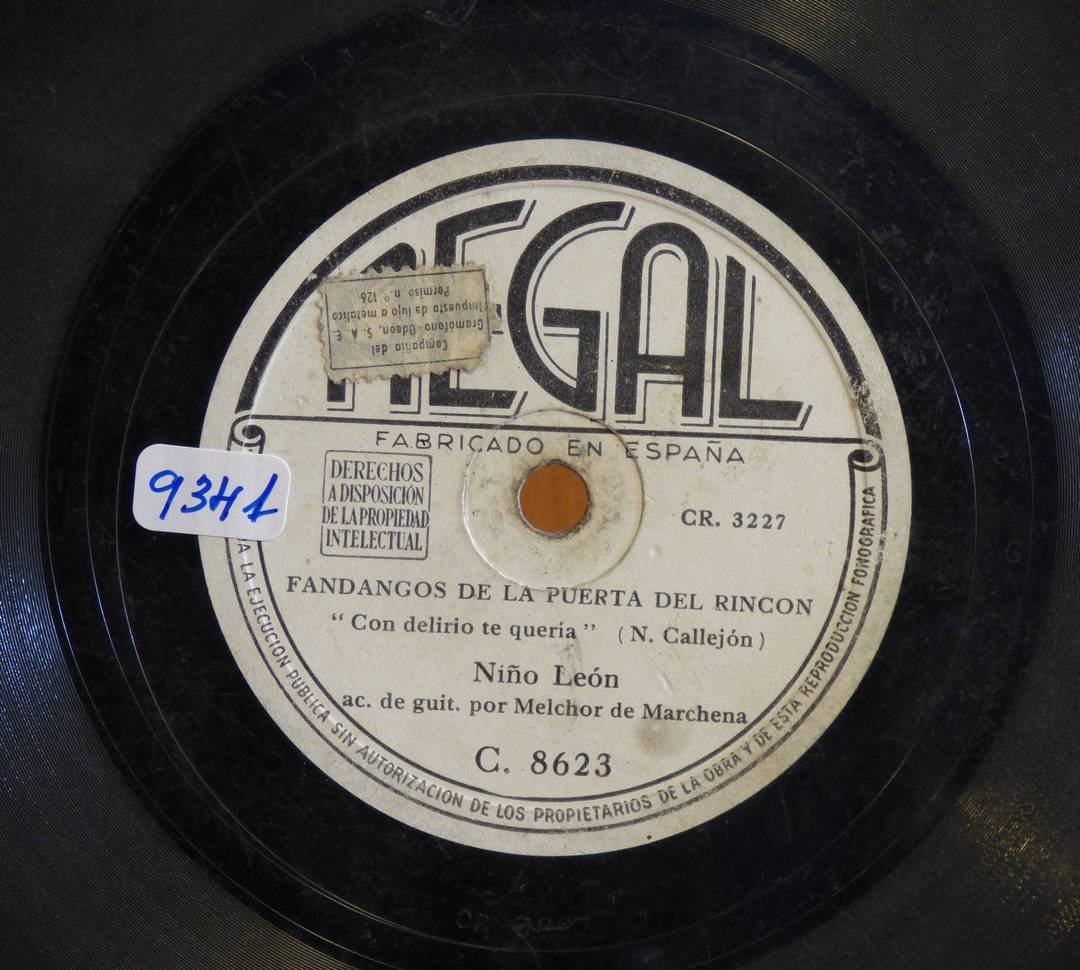 REGAL
Compañia del
Gramófono Odeon, S. A. E.
Impuesto de lujo a metálico
Permiso n.º 126
FABRICADO EN ESPAÑA
9341
DERECHOS
A DISPOSICIÓN
DE LA PROPIEDAD
INTELECTUAL
CR. 3227
FANDANGOS DE LA PUERTA DEL RINCON
“ Con delirio te quería ” ( N. Callejón )
Niño León
ac. de guit. por Melchor de Marchena
C. 8623
A LA EJECUCION PUBLICA SIN AUTORIZACION DE LOS PROPIETARIOS DE LA OBRA Y DE ESTA REPRODUCCION FONOGRAFICA